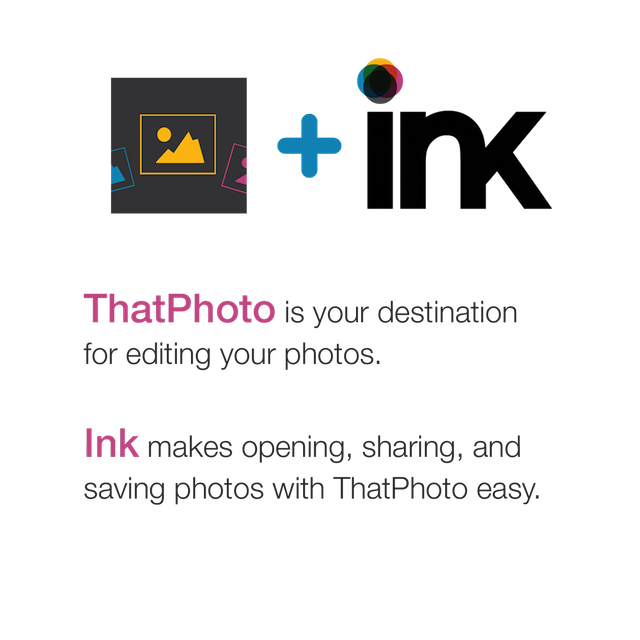 + ink
ThatPhoto is your destination
for editing your photos.
Ink makes opening, sharing, and
saving photos with ThatPhoto easy.